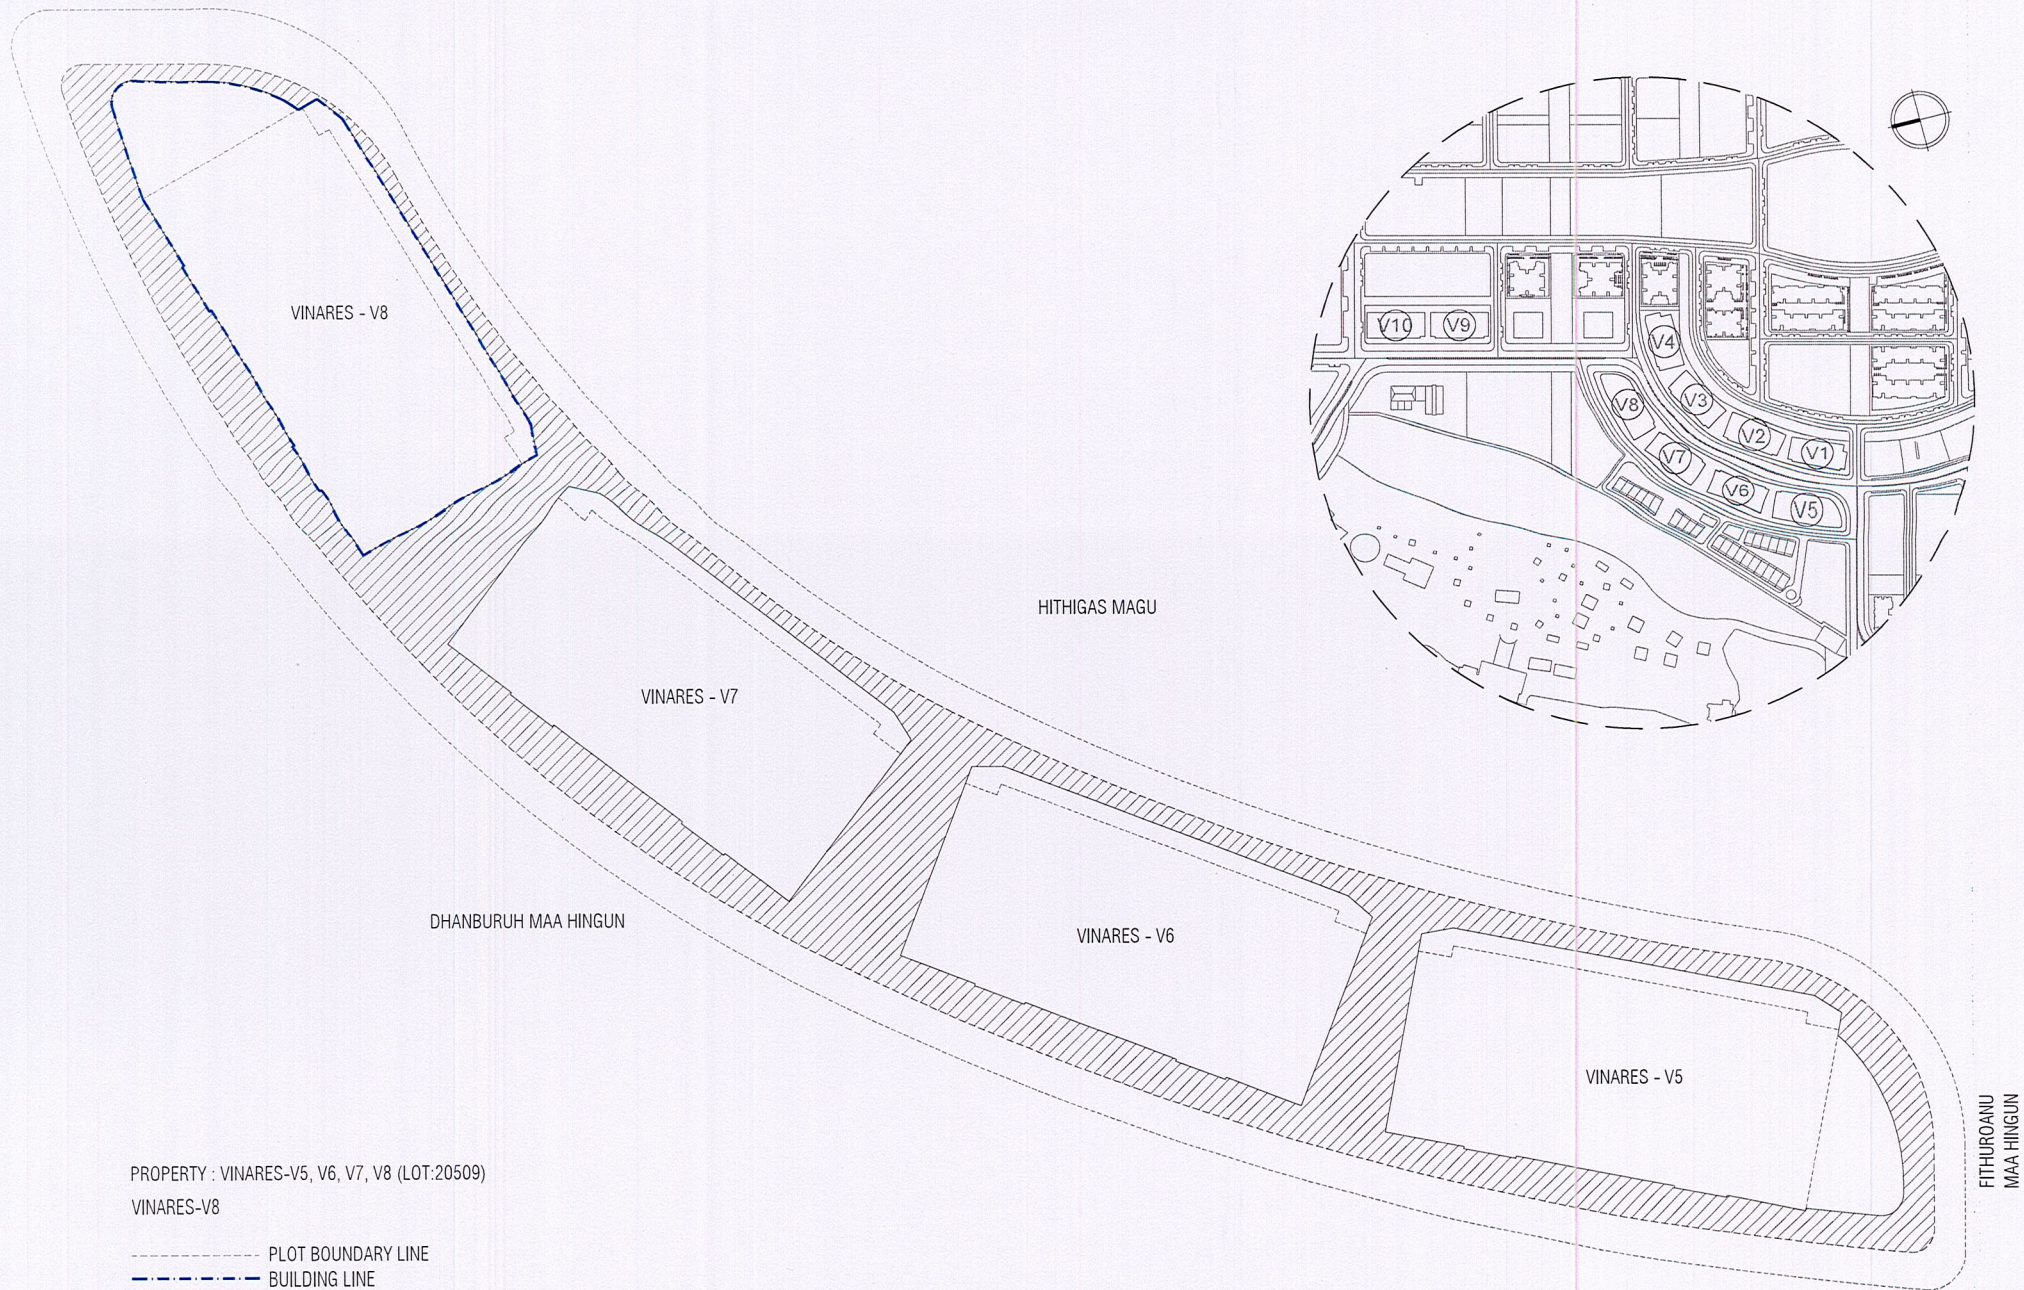 VINARES - V8
V10
V9
V4
V3
V8
V2
V1
V7
V6
V5
HITHIGAS MAGU
VINARES - V7
DHANBURUH MAA HINGUN
VINARES - V6
VINARES - V5
FITHUROANU
MAA HINGUN
PROPERTY : VINARES-V5, V6, V7, V8 (LOT:20509)
VINARES-V8
PLOT BOUNDARY LINE
BUILDING LINE